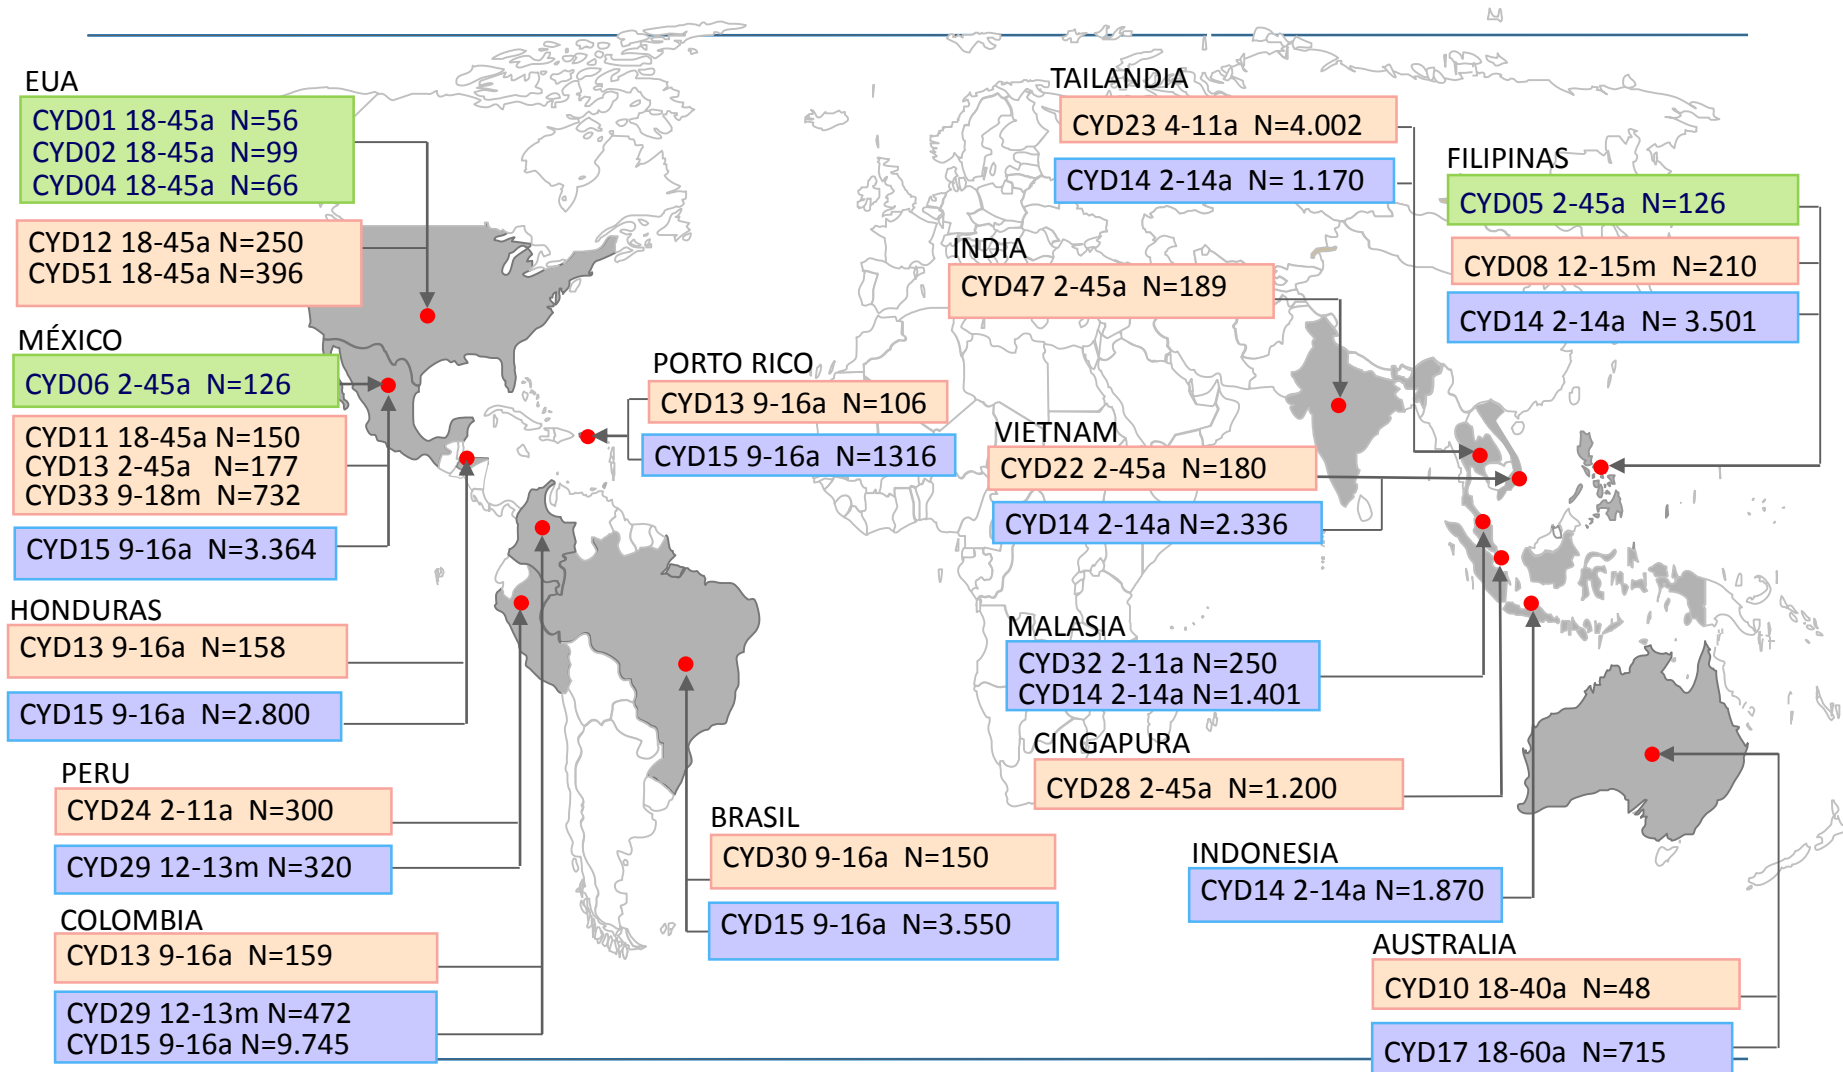 EUA
CYD01 18-45a N=56
CYD02 18-45a N=99
CYD04 18-45a N=66
CYD12 18-45a N=250
CYD51 18-45a N=396
MÉXICO
CYD06 2-45a N=126
CYD11 18-45a N=150
CYD13 2-45a N=177
CYD33 9-18m N=732
CYD15 9-16a N=3.364
HONDURAS
CYD13 9-16a N=158
CYD15 9-16a N=2.800
PERU
CYD24 2-11a N=300
CYD29 12-13m N=320
COLOMBIA
CYD13 9-16a N=159
CYD29 12-13m N=472
CYD15 9-16a N=9.745
PORTO RICO
CYD13 9-16a N=106
CYD15 9-16a N=1316
BRASIL
CYD30 9-16a N=150
CYD15 9-16a N=3.550
TAILANDIA
CYD23 4-11a N=4.002
CYD14 2-14a N= 1.170
INDIA
CYD47 2-45a N=189
VIETNAM
CYD22 2-45a N=180
CYD14 2-14a N=2.336
MALASIA
CYD32 2-11a N=250
CYD14 2-14a N=1.401
CINGAPURA
CYD28 2-45a N=1.200
FILIPINAS
CYD05 2-45a N=126
CYD08 12-15m N=210
CYD14 2-14a N= 3.501
INDONESIA
CYD14 2-14a N=1.870
AUSTRALIA
CYD10 18-40a N=48
CYD17 18-60a N=715